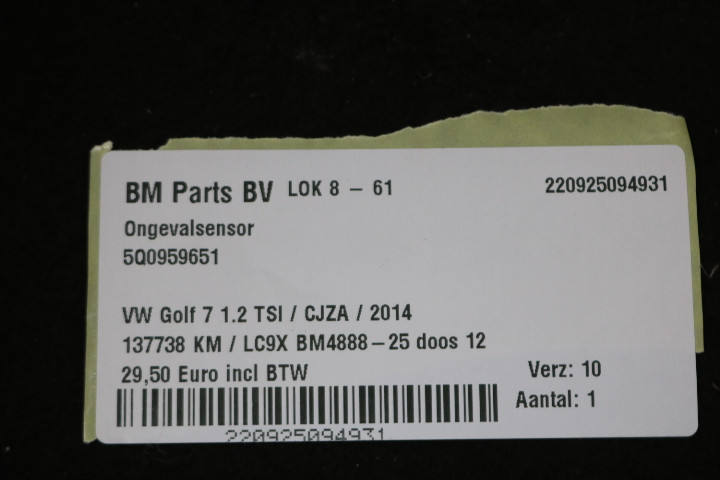 BM Parts BV LOK 8 - 61 220925094931
Ongevalsensor
5Q0959651
VW Golf 7 1.2 TSI / CJZA / 2014
137738 KM / LC9X BM4888-25 doos 12
29,50 Euro incl BTW Verz: 10
Aantal: 1
220925094931